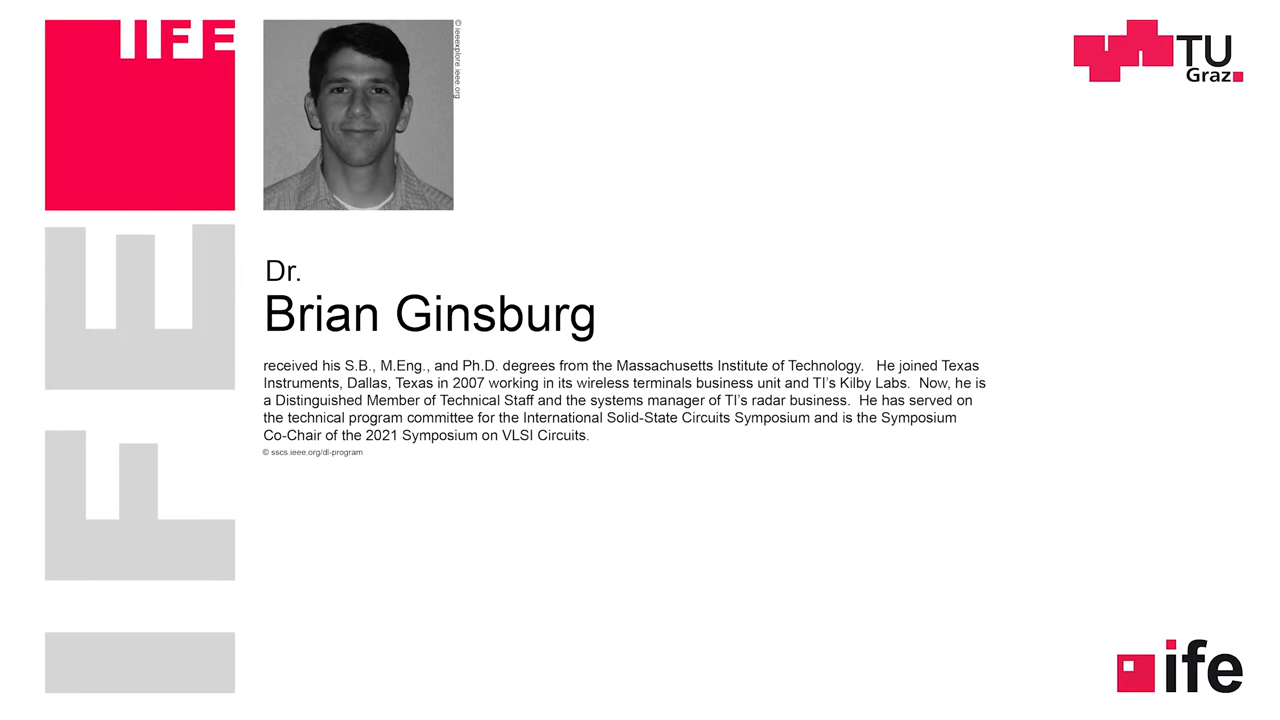 IFE
© ieeexplore.ieee.org
TU
Graz
Dr.
Brian Ginsburg
received his S.B., M.Eng., and Ph.D. degrees from the Massachusetts Institute of Technology.   He joined Texas
Instruments, Dallas, Texas in 2007 working in its wireless terminals business unit and TI's Kilby Labs.  Now, he is
a Distinguished Member of Technical Staff and the systems manager of TI's radar business.  He has served on
the technical program committee for the International Solid-State Circuits Symposium and is the Symposium
Co-Chair of the 2021 Symposium on VLSI Circuits.
© sscs.ieee.org/dl-program
IFE
ife